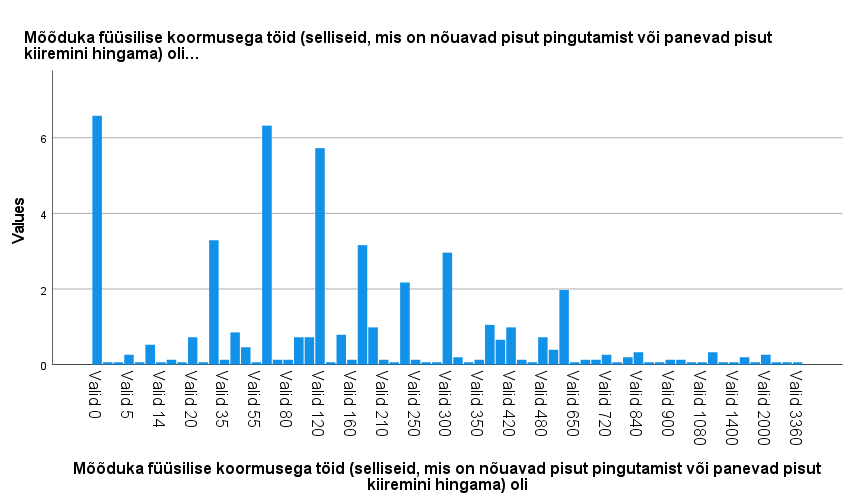 Mõõduka füüsilise koormusega töid (selliseid, mis on nõuavad pisut pingutamist või panevad pisut
kiiremini hingama) oli...
Values
6
4
2
0
Valid 0
Valid 5
Valid 14
Valid 20
Valid 35
Valid 55
Valid 80
Valid 120
Valid 160
Valid 210
Valid 250
Valid 300
Valid 350
Valid 420
Valid 480
Valid 650
Valid 720
Valid 840
Valid 900
Valid 1080
Valid 1400
Valid 2000
Valid 3360
Mõõduka füüsilise koormusega töid (selliseid, mis on nõuavad pisut pingutamist või panevad pisut
kiiremini hingama) oli